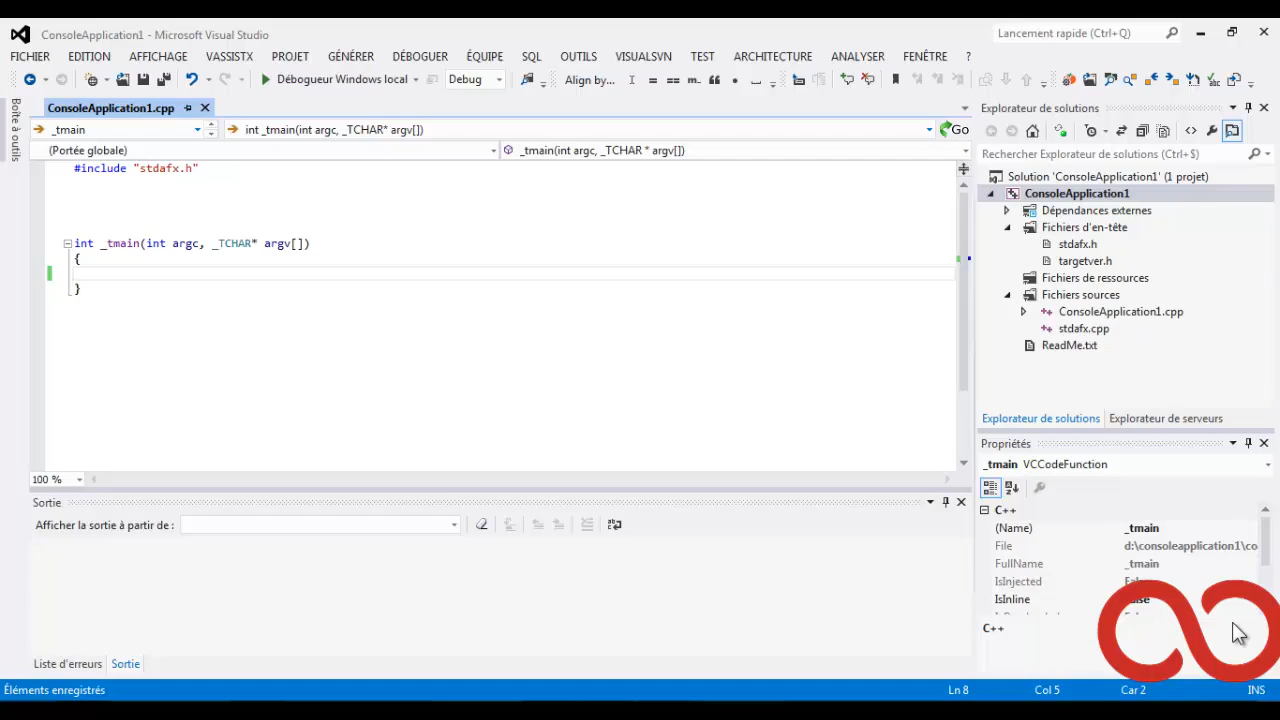 ConsoleApplication1 - Microsoft Visual Studio
Lancement rapide (Ctrl+Q)
FICHIER EDITION AFFICHAGE VASSISTX PROJET GÉNÉRER DÉBOGUER ÉQUIPE SQL OUTILS VISUALSVN TEST ARCHITECTURE ANALYSER FENÊTRE ?
Débogueur Windows local Debug Align by...
Boîte à outils
ConsoleApplication1.cpp
_tmain
int _tmain(int argc, _TCHAR* argv[])
Go
(Portée globale)
_tmain(int argc, _TCHAR * argv[])
#include "stdafx.h"
int _tmain(int argc, _TCHAR* argv[])
{
}
100 %
Sortie
Afficher la sortie à partir de :
Liste d'erreurs
Sortie
Explorateur de solutions
Rechercher Explorateur de solutions (Ctrl+$)
Solution 'ConsoleApplication1' (1 projet)
ConsoleApplication1
Dépendances externes
Fichiers d'en-tête
stdafx.h
targetver.h
Fichiers de ressources
Fichiers sources
ConsoleApplication1.cpp
stdafx.cpp
ReadMe.txt
Explorateur de solutions
Explorateur de serveurs
Propriétés
_tmain VCCodeFunction
C++
(Name) _tmain
File d:\consoleapplication1\co
FullName _tmain
IsInjected
IsInline
C++
Éléments enregistrés
Ln 8 Col 5 Car 2 INS